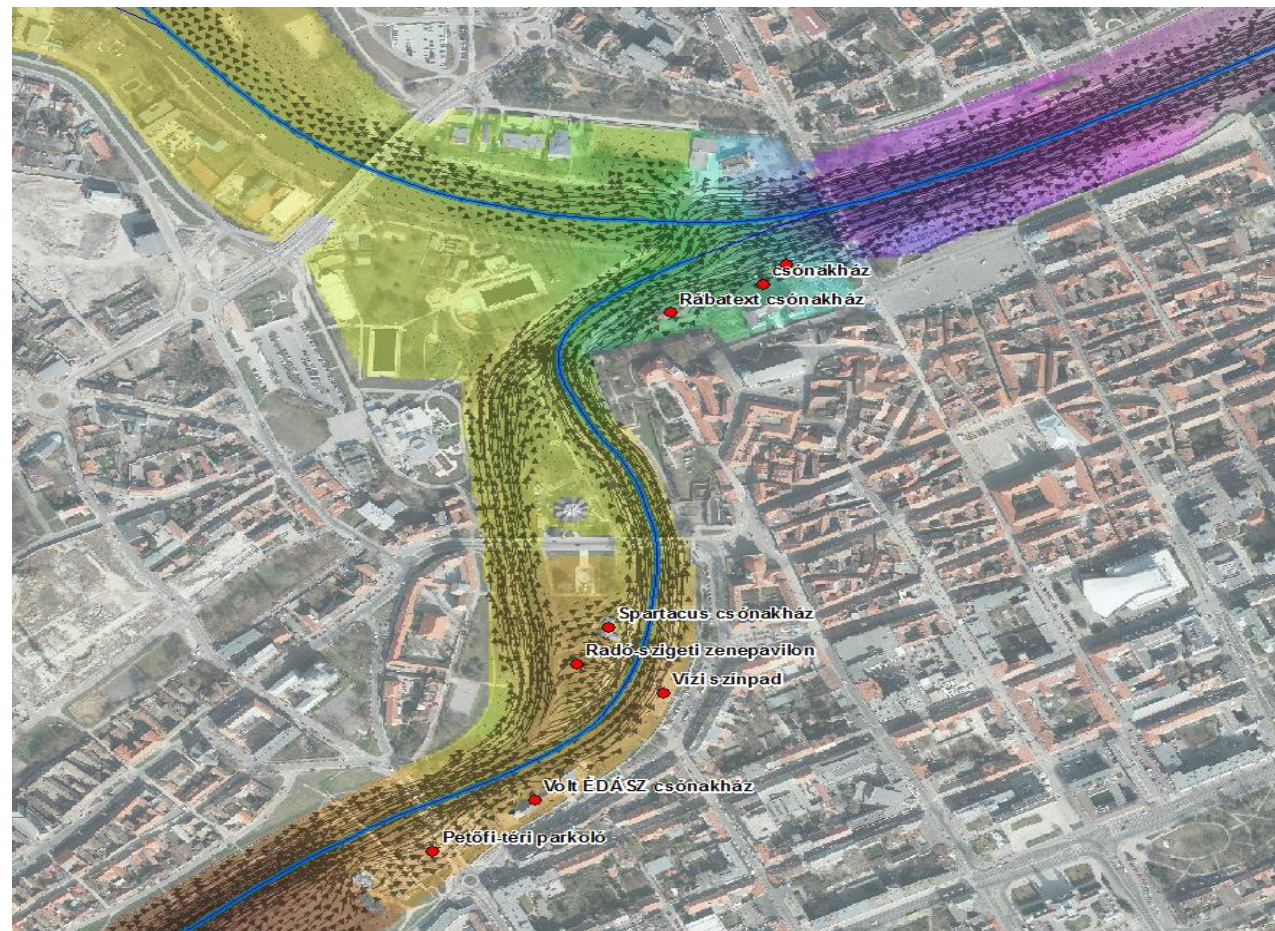 csónakház
Rábatext csónakház
Spartacus csónakház
Radó-szigeti zenepavilon
Vízi színpad
Volt ÉDÁSZ csónakház
Petőfi-téri parkoló